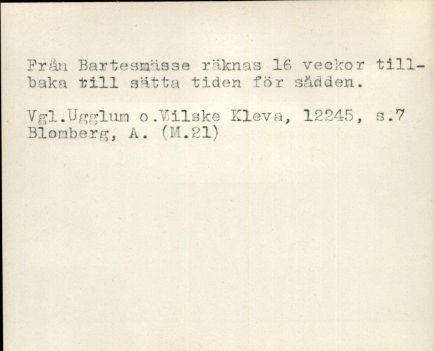 Från Bartesmässe räknas 16 veckor till-
baka till sätta tiden för sådden.
Vgl.Ugglum o.Vilske Kleva, 12245, s.7
Blomberg, A. (M.21)